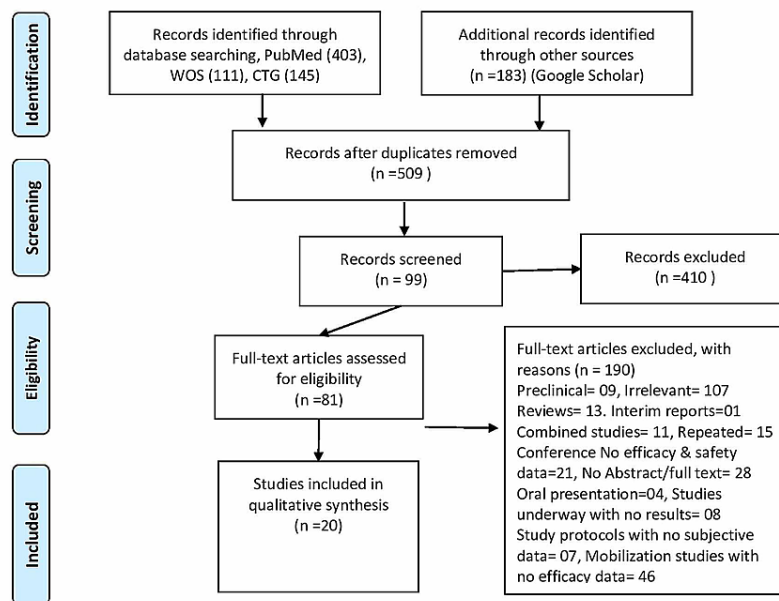 Identification
Records identified through
database searching, PubMed (403),
WOS (111), CTG (145)
Additional records identified
through other sources
(n =183) (Google Scholar)
Records after duplicates removed
(n =509 )
Screening
Records screened
(n = 99)
Records excluded
(n =410 )
Eligibility
Full-text articles assessed
for eligibility
(n =81)
Full-text articles excluded, with
reasons (n = 190)
Preclinical= 09, Irrelevant= 107
Reviews= 13. Interim reports=01
Combined studies= 11, Repeated= 15
Conference No efficacy & safety
data=21, No Abstract/full text= 28
Oral presentation=04, Studies
underway with no results= 08
Study protocols with no subjective
data= 07, Mobilization studies with
no efficacy data= 46
Included
Studies included in
qualitative synthesis
(n =20)